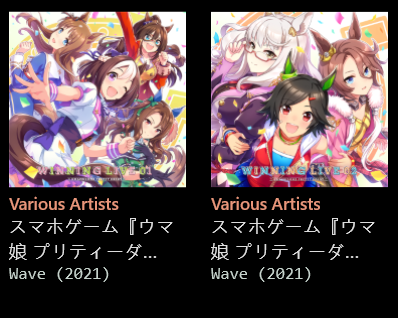 WINNING LIVE 01
WINNING LIVE 02
Various Artists
スマホゲーム『ウマ
娘 プリティーダ...
Wave (2021)
Various Artists
スマホゲーム『ウマ
娘 プリティーダ...
Wave (2021)